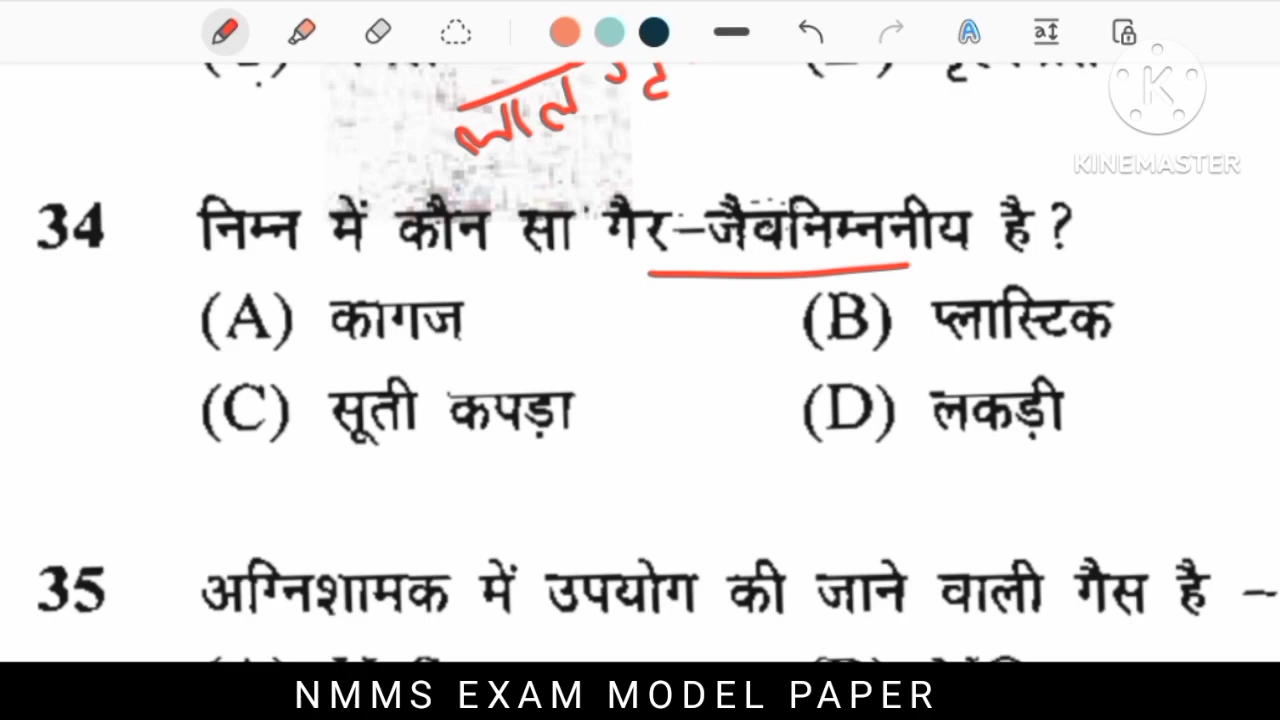 लाल
KINEMASTER
34 निम्न में कौन सा गैर-जैवनिम्ननीय है ?
(A) कागज (B) प्लास्टिक
(C) सूती कपड़ा (D) लकड़ी
35 अग्निशामक में उपयोग की जाने वाली गैस है -
NMMS EXAM MODEL PAPER